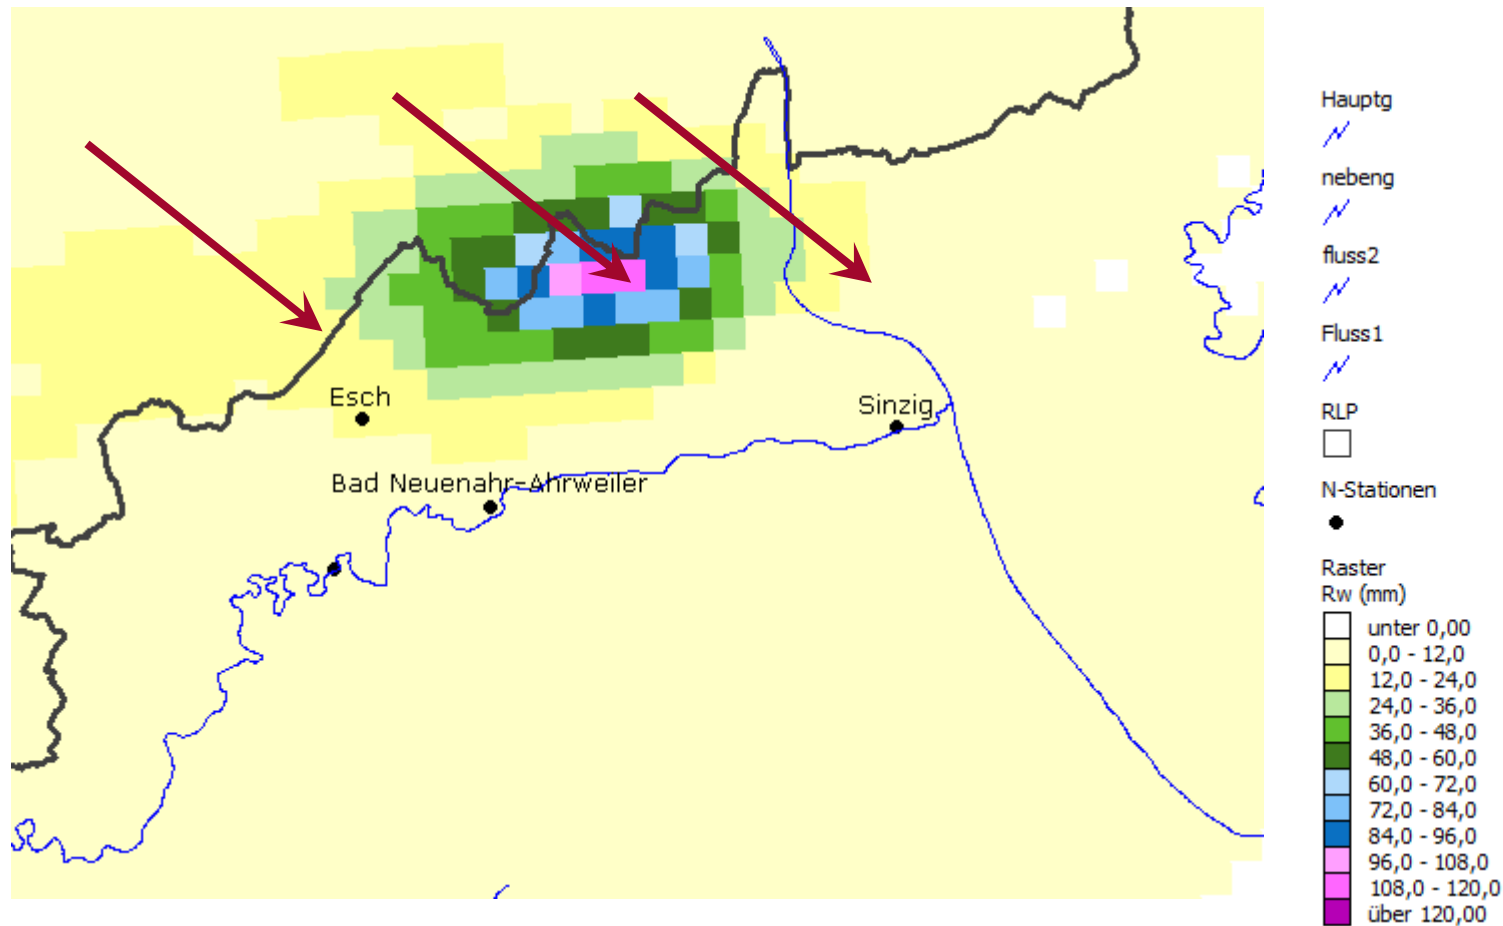 Esch
Sinzig
Bad Neuenahr-Ahrweiler
Hauptg
nebeng
fluss2
Fluss1
RLP
N-Stationen
Raster
Rw (mm)
unter 0,00
0,0 - 12,0
12,0 - 24,0
24,0 - 36,0
36,0 - 48,0
48,0 - 60,0
60,0 - 72,0
72,0 - 84,0
84,0 - 96,0
96,0 - 108,0
108,0 - 120,0
über 120,00